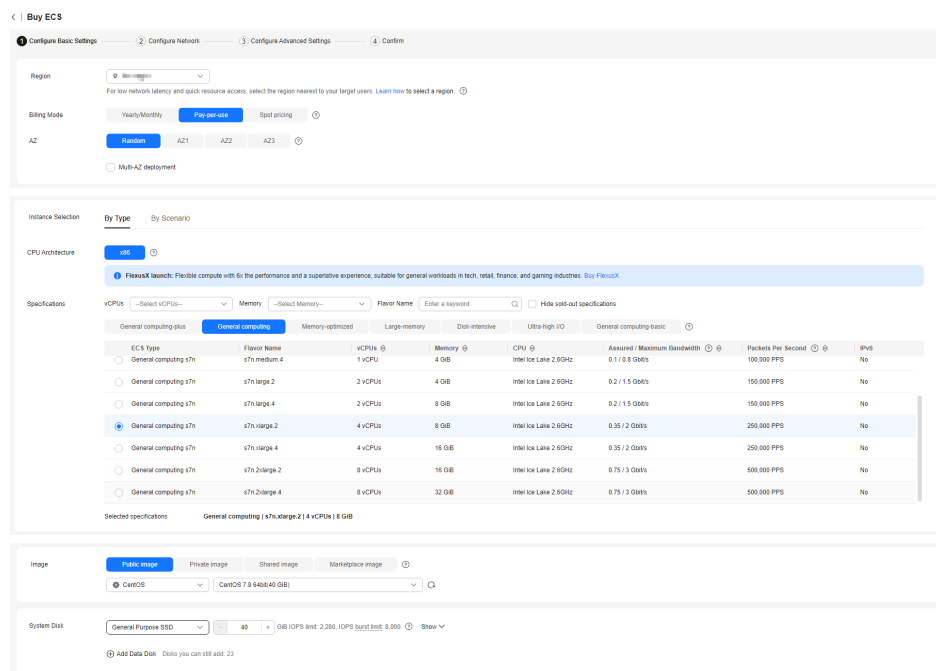 < | Buy ECS
1 Configure Basic Settings 2 Configure Network 3 Configure Advanced Settings 4 Confirm
Region
For low network latency and quick resource access, select the region nearest to your target users. Learn how to select a region. ?
Billing Mode Yearly/Monthly Pay-per-use Spot pricing ?
AZ Random AZ1 AZ2 AZ3 ?
Multi-AZ deployment
Instance Selection By Type By Scenario
CPU Architecture x86 ?
FlexusX launch: Flexible compute with 6x the performance and a superlative experience, suitable for general workloads in tech, retail, finance, and gaming industries. Buy FlexusX
Specifications vCPUs --Select vCPUs-- Memory --Select Memory-- Flavor Name Enter a keyword. Hide sold-out specifications
General computing-plus General computing Memory-optimized Large-memory Disk-intensive Ultra-high I/O General computing-basic ?
ECS Type Flavor Name vCPUs Memory CPU Assured / Maximum Bandwidth ? Packets Per Second ? IPv6
General computing s7n s7n.medium.4 1 vCPU 4 GiB Intel Ice Lake 2.6GHz 0.1 / 0.8 Gbit/s 100,000 PPS No
General computing s7n s7n.large.2 2 vCPUs 4 GiB Intel Ice Lake 2.6GHz 0.2 / 1.5 Gbit/s 150,000 PPS No
General computing s7n s7n.large.4 2 vCPUs 8 GiB Intel Ice Lake 2.6GHz 0.2 / 1.5 Gbit/s 150,000 PPS No
General computing s7n s7n.xlarge.2 4 vCPUs 8 GiB Intel Ice Lake 2.6GHz 0.35 / 2 Gbit/s 250,000 PPS No
General computing s7n s7n.xlarge.4 4 vCPUs 16 GiB Intel Ice Lake 2.6GHz 0.35 / 2 Gbit/s 250,000 PPS No
General computing s7n s7n.2xlarge.2 8 vCPUs 16 GiB Intel Ice Lake 2.6GHz 0.75 / 3 Gbit/s 500,000 PPS No
General computing s7n s7n.2xlarge.4 8 vCPUs 32 GiB Intel Ice Lake 2.6GHz 0.75 / 3 Gbit/s 500,000 PPS No
Selected specifications General computing | s7n.xlarge.2 | 4 vCPUs | 8 GiB
Image Public image Private image Shared image Marketplace image ?
CentOS CentOS 7.9 64bit(40 GiB)
System Disk General Purpose SSD − 40 + GiB IOPS limit: 2,280, IOPS burst limit: 8,000 ? Show
Add Data Disk Disks you can still add: 23